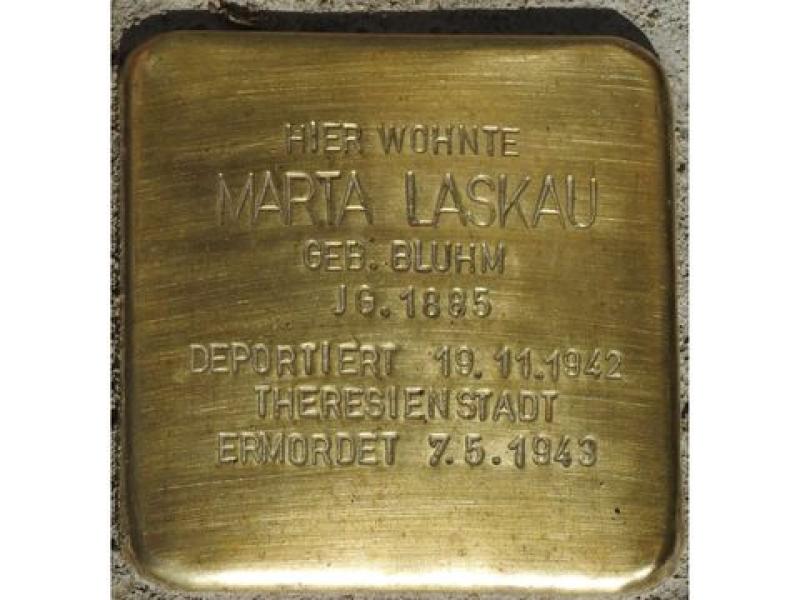 HIER WOHNTE
MARTA LASKAU
GEB. BLUHM
JG. 1885
DEPORTIERT 19.11.1942
THERESIENSTADT
ERMORDET 7.5.1943